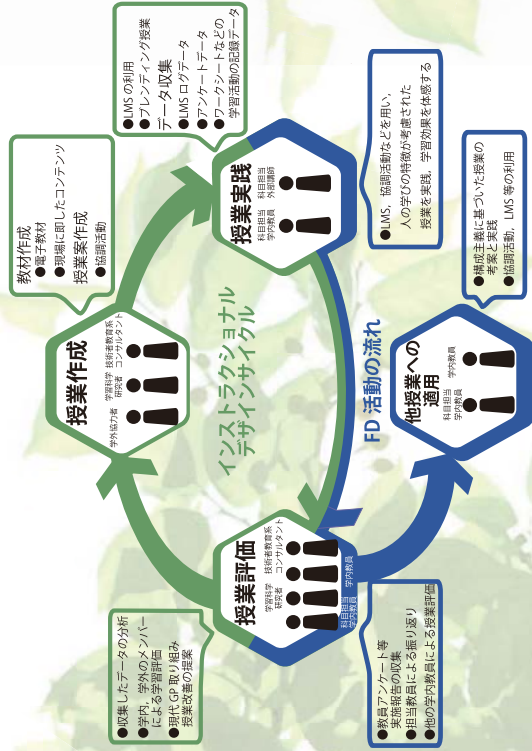 ●収集したデータの分析
●学内，学外のメンバー
による学習評価
●現代 GP 取り組み
授業改善の提案
教材作成
●電子教材
●現場に即したコンテンツ
授業案作成
●協調活動
●LMS の利用
●ブレンディング授業
データ収集
●LMS ログデータ
●アンケートデータ
●ワークシートなどの
学習活動の記録データ
授業作成
学外協力者
学習科学
研究者
技術者教育系
コンサルタント
授業評価
学習科学
研究者
技術者教育系
コンサルタント
科目担当
学内教員
学内教員
インストラクショナル
デザインサイクル
授業実践
科目担当
学内教員
科目担当
外部講師
FD 活動の流れ
他授業への
適用
科目担当
学内教員
学内教員
●教員アンケート等
実施報告の収集
●担当教員による振り返り
●他の学内教員による授業評価
●LMS，協調活動などを用い，
人の学びの特徴が考慮された
授業を実践，学習効果を体感する
●構成主義に基づいた授業の
考案と実践
●協調活動，LMS 等の利用